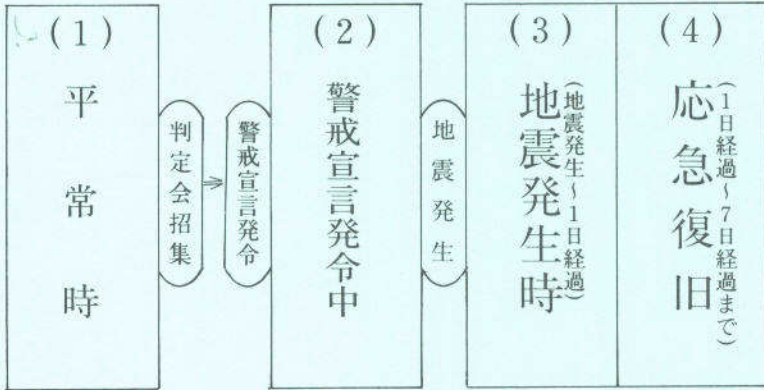 (1)
平常時
判定会招集
→
警戒宣言発令
(2)
警戒宣言発令中
地震発生
(3)
地震発生時
(地震発生~1日経過)
(4)
応急復旧
(1日経過~7日経過まで)